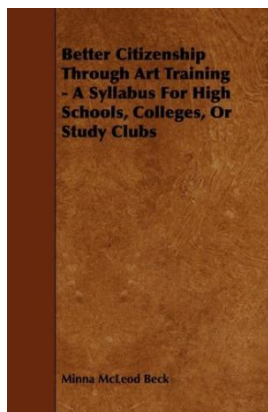 Better Citizenship
Through Art Training
- A Syllabus For High
Schools, Colleges, Or
Study Clubs
Minna McLeod Beck